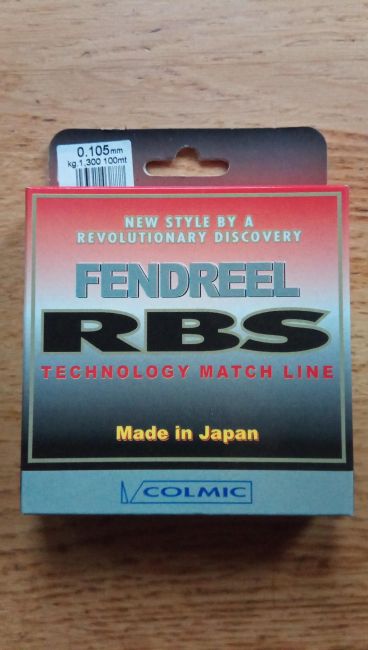 0.105mm
kg.1,300 100mt
NEW STYLE BY A
REVOLUTIONARY DISCOVERY
FENDREEL
RBS
TECHNOLOGY MATCH LINE
Made in Japan
COLMIC